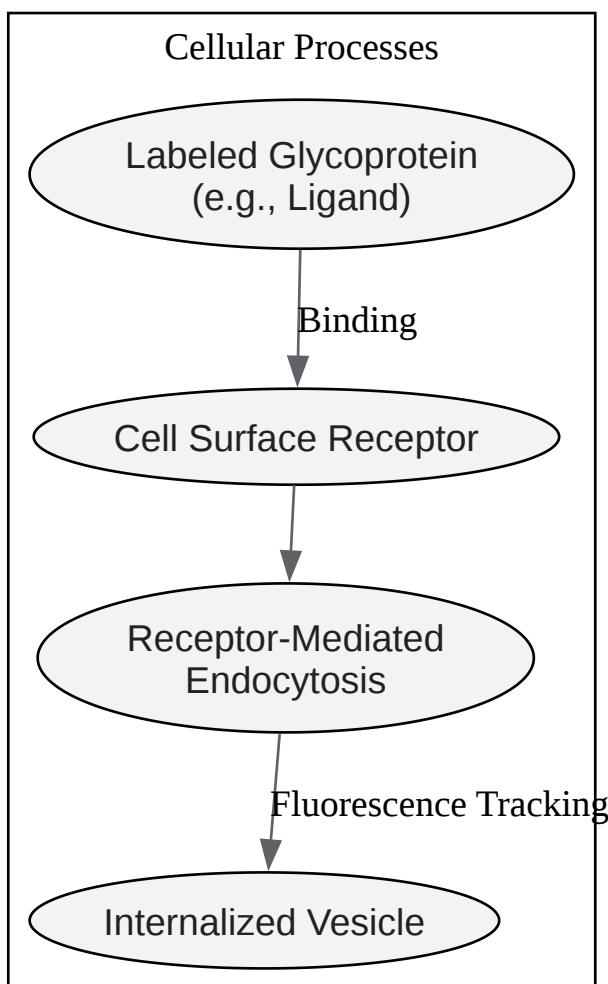 Cellular Processes
Labeled Glycoprotein
(e.g., Ligand)
Binding
Cell Surface Receptor
Receptor-Mediated
Endocytosis
Fluorescence Tracking
Internalized Vesicle